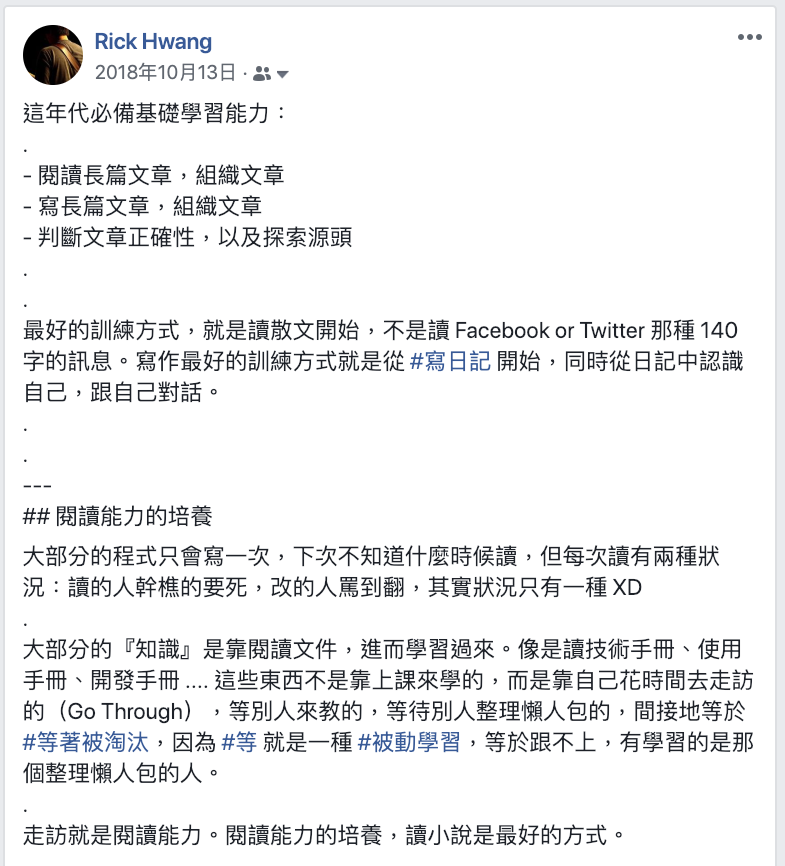 Rick Hwang
2018年10月13日 ·
這年代必備基礎學習能力：
.
- 閱讀長篇文章，組織文章
- 寫長篇文章，組織文章
- 判斷文章正確性，以及探索源頭
.
.
最好的訓練方式，就是讀散文開始，不是讀 Facebook or Twitter 那種 140
字的訊息。寫作最好的訓練方式就是從 #寫日記 開始，同時從日記中認識
自己，跟自己對話。
.
.
---
## 閱讀能力的培養
大部分的程式只會寫一次，下次不知道什麼時候讀，但每次讀有兩種狀
況：讀的人幹樵的要死，改的人罵到翻，其實狀況只有一種 XD
.
大部分的『知識』是靠閱讀文件，進而學習過來。像是讀技術手冊、使用
手冊、開發手冊 .... 這些東西不是靠上課來學的，而是靠自己花時間去走訪
的（Go Through），等別人來教的，等待別人整理懶人包的，間接地等於
#等著被淘汰，因為 #等 就是一種 #被動學習，等於跟不上，有學習的是那
個整理懶人包的人。
.
走訪就是閱讀能力。閱讀能力的培養，讀小說是最好的方式。